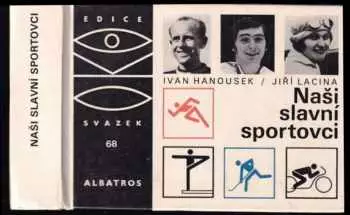 NAŠI SLAVNÍ SPORTOVCI
EDICE
SVAZEK
68
ALBATROS
IVAN HANOUSEK / JIŘÍ LACINA
Naši
slavní
sportovci